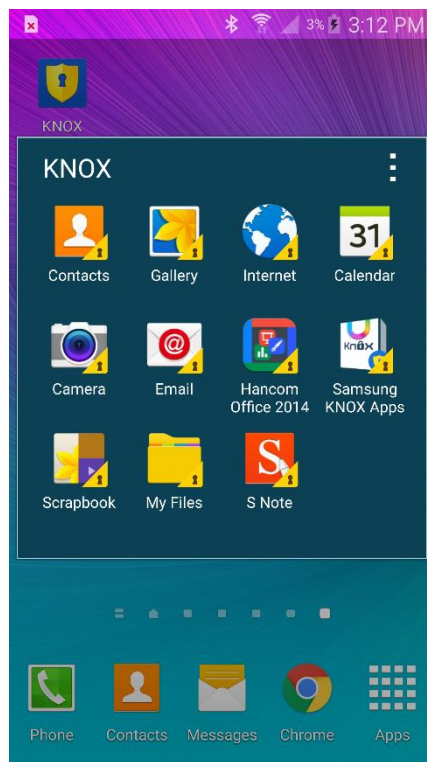 3% 3:12 PM
KNOX
KNOX
Contacts Gallery Internet 31 Calendar
Camera @ Email Hancom Office 2014 Knox Samsung KNOX Apps
Scrapbook My Files S S Note
Phone Contacts Messages Chrome Apps